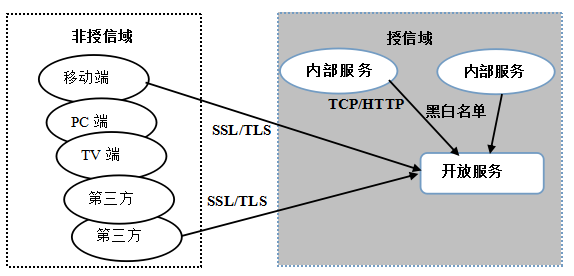 非授信域
移动端
PC 端
TV 端
第三方
第三方
SSL/TLS
SSL/TLS
授信域
内部服务
内部服务
TCP/HTTP
黑白名单
开放服务